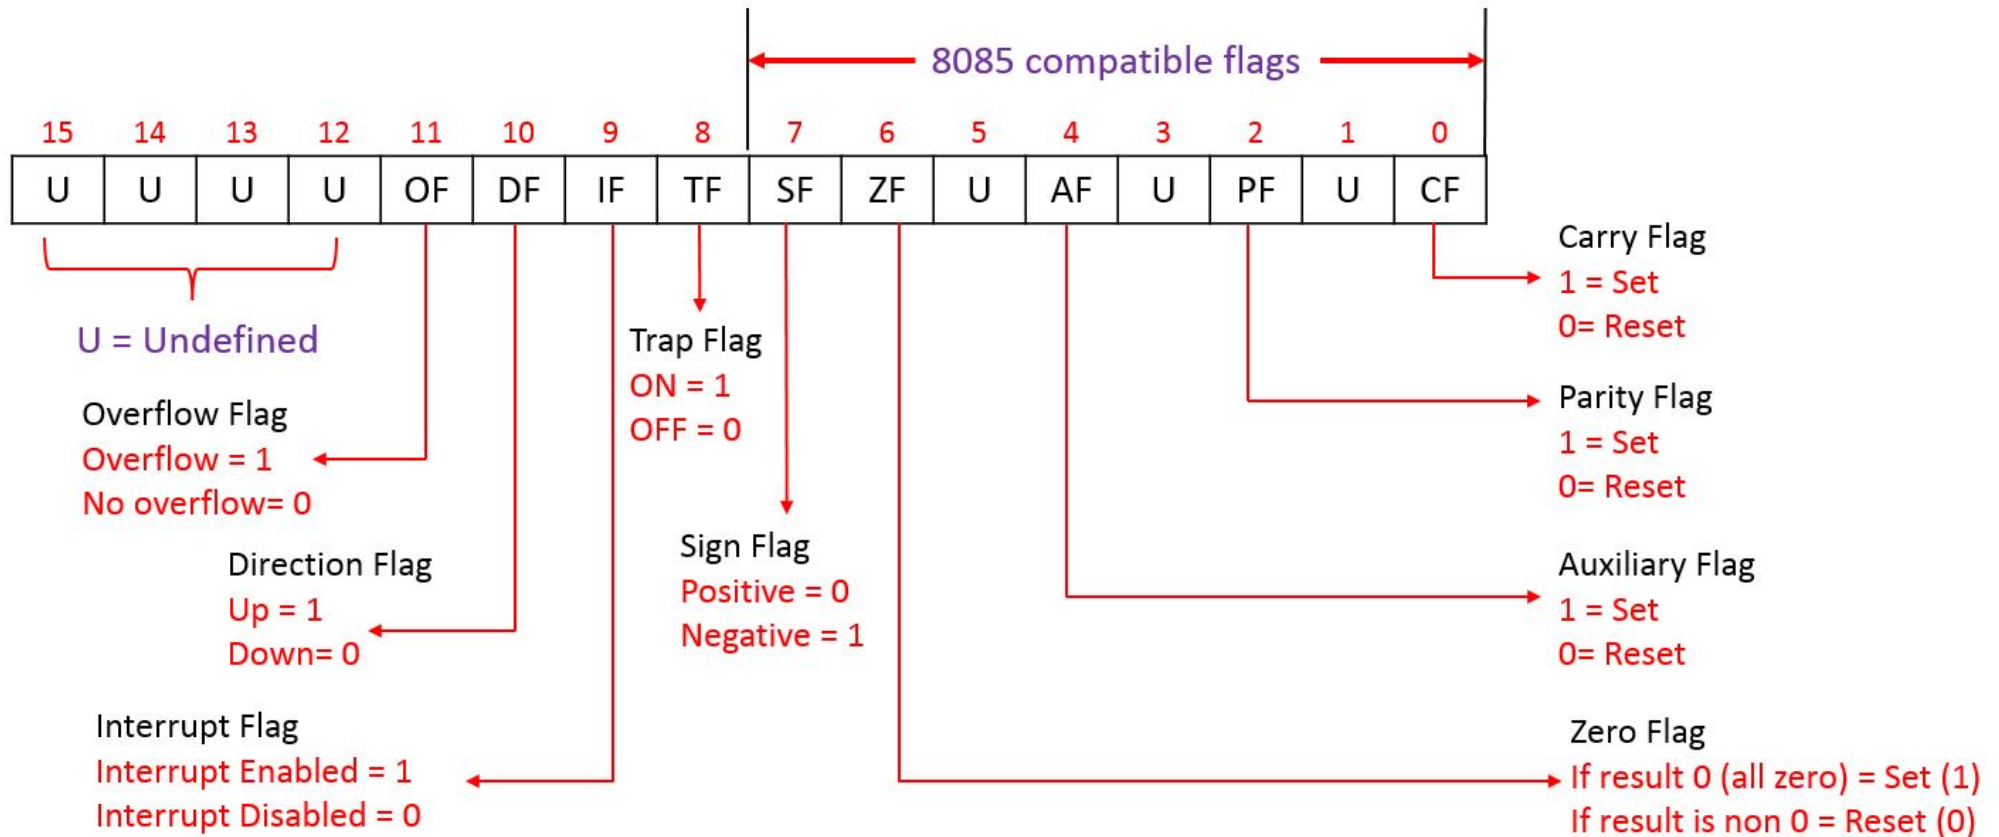 8085 compatible flags
15 14 13 12 11 10 9 8 7 6 5 4 3 2 1 0
U U U U OF DF IF TF SF ZF U AF U PF U CF
U = Undefined
Overflow Flag
Overflow = 1
No overflow= 0
Direction Flag
Up = 1
Down= 0
Interrupt Flag
Interrupt Enabled = 1
Interrupt Disabled = 0
Trap Flag
ON = 1
OFF = 0
Sign Flag
Positive = 0
Negative = 1
Carry Flag
1 = Set
0= Reset
Parity Flag
1 = Set
0= Reset
Auxiliary Flag
1 = Set
0= Reset
Zero Flag
If result 0 (all zero) = Set (1)
If result is non 0 = Reset (0)